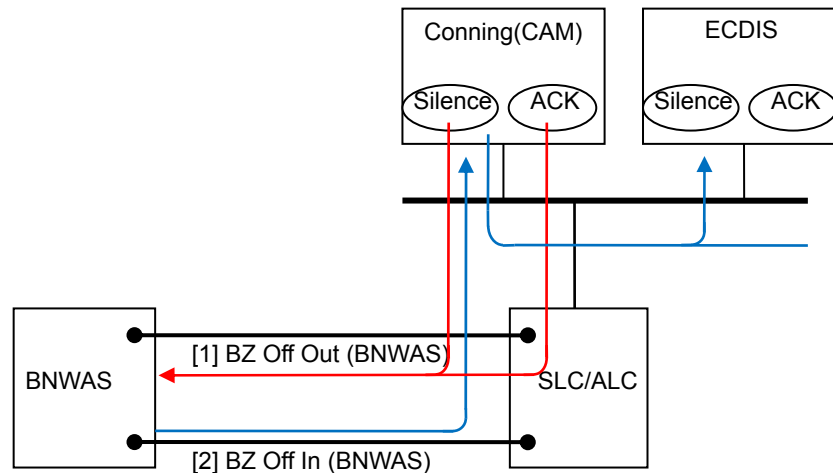 Conning(CAM)
ECDIS
Silence
ACK
Silence
ACK
[1] BZ Off Out (BNWAS)
BNWAS
SLC/ALC
[2] BZ Off In (BNWAS)